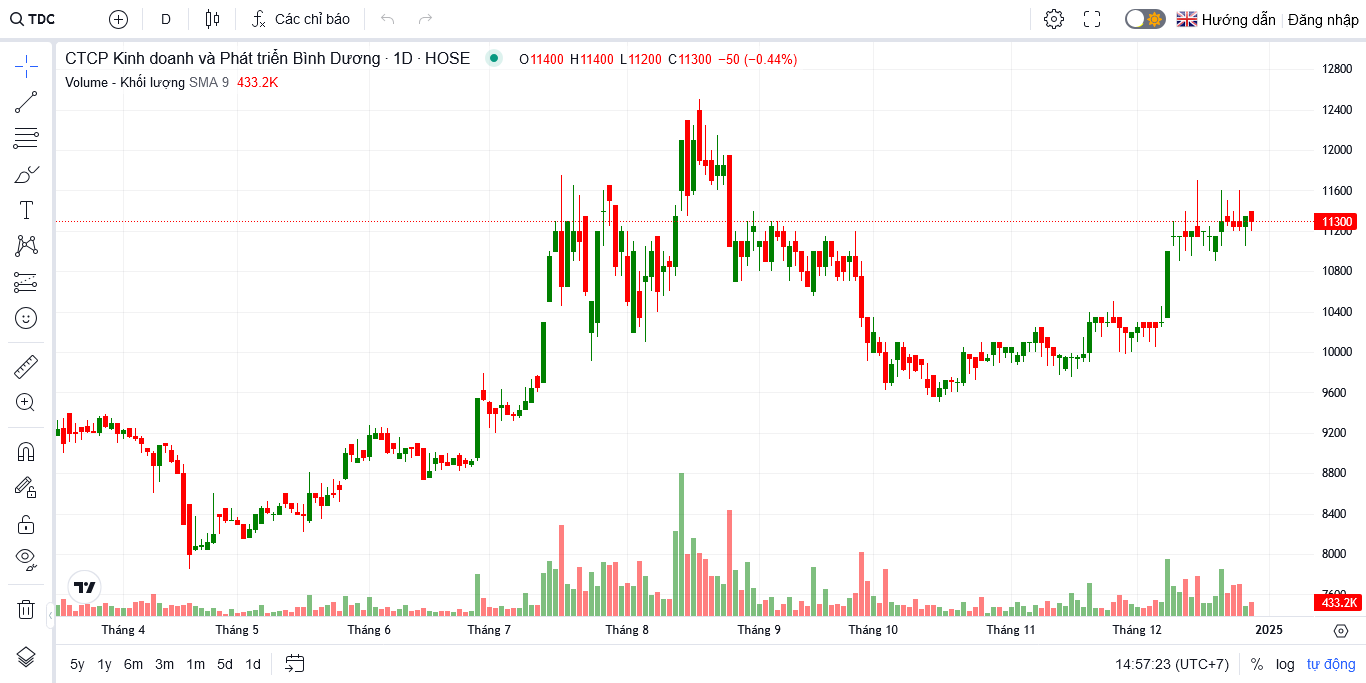 TDC D Các chỉ báo Hướng dẫn Đăng nhập
CTCP Kinh doanh và Phát triển Bình Dương · 1D · HOSE O11400 H11400 L11200 C11300 −50 (−0.44%)
Volume - Khối lượng SMA 9 433.2K
12800
12400
12000
11600
11300
11200
10800
10400
10000
9600
9200
8800
8400
8000
7600
433.2K
Tháng 4 Tháng 5 Tháng 6 Tháng 7 Tháng 8 Tháng 9 Tháng 10 Tháng 11 Tháng 12 2025
5y 1y 6m 3m 1m 5d 1d 14:57:23 (UTC+7) % log tự động